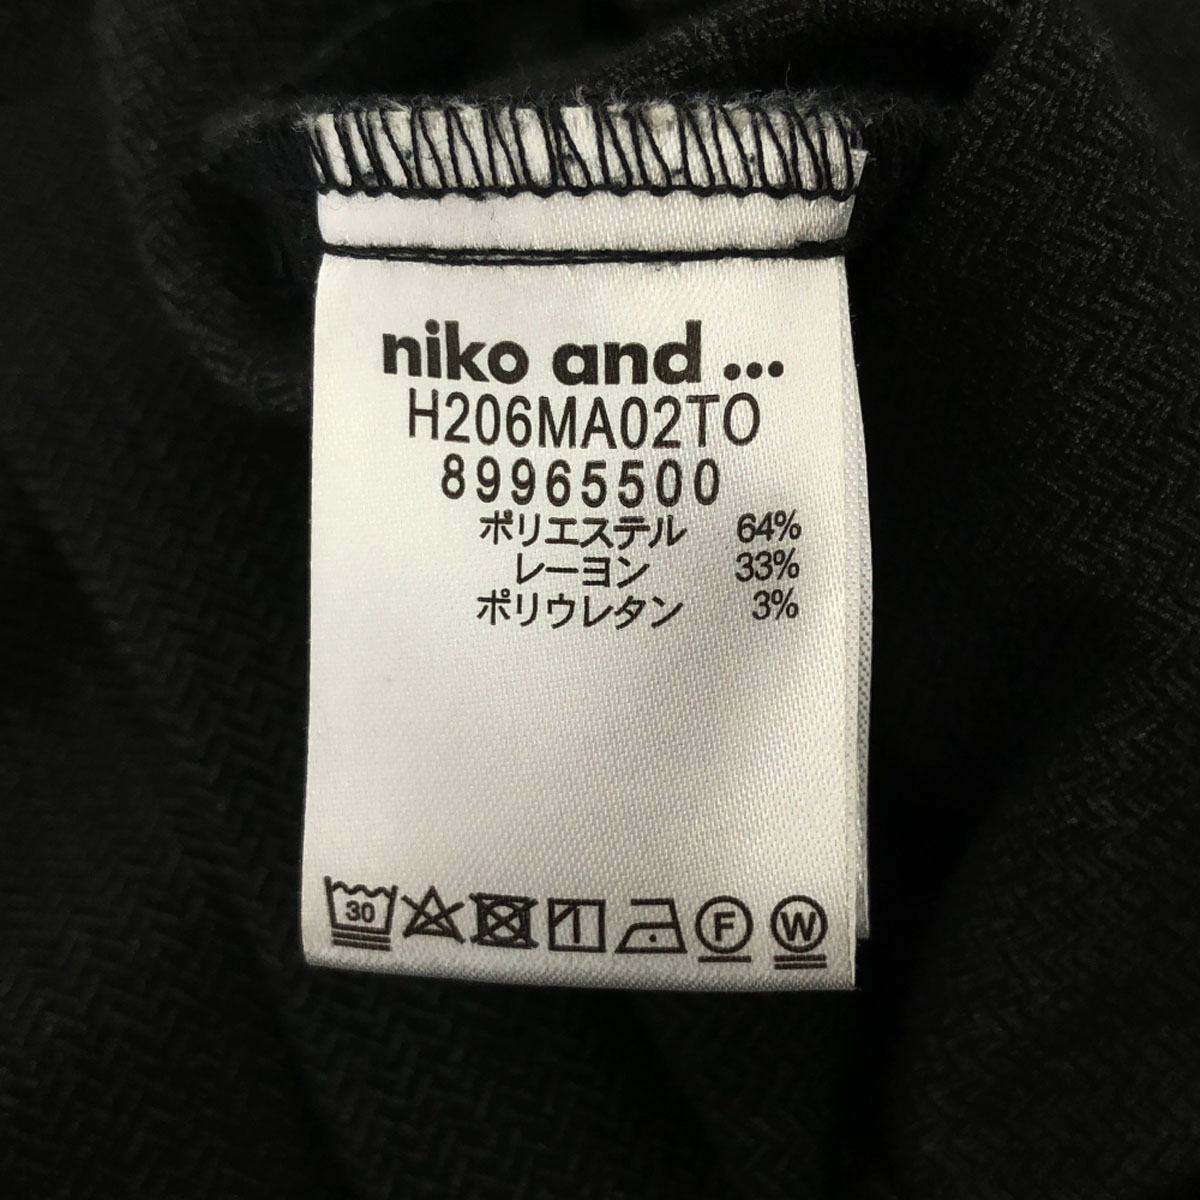 niko and ...
H206MA02TO
89965500
ポリエステル 64%
レーヨン 33%
ポリウレタン 3%
30 F W